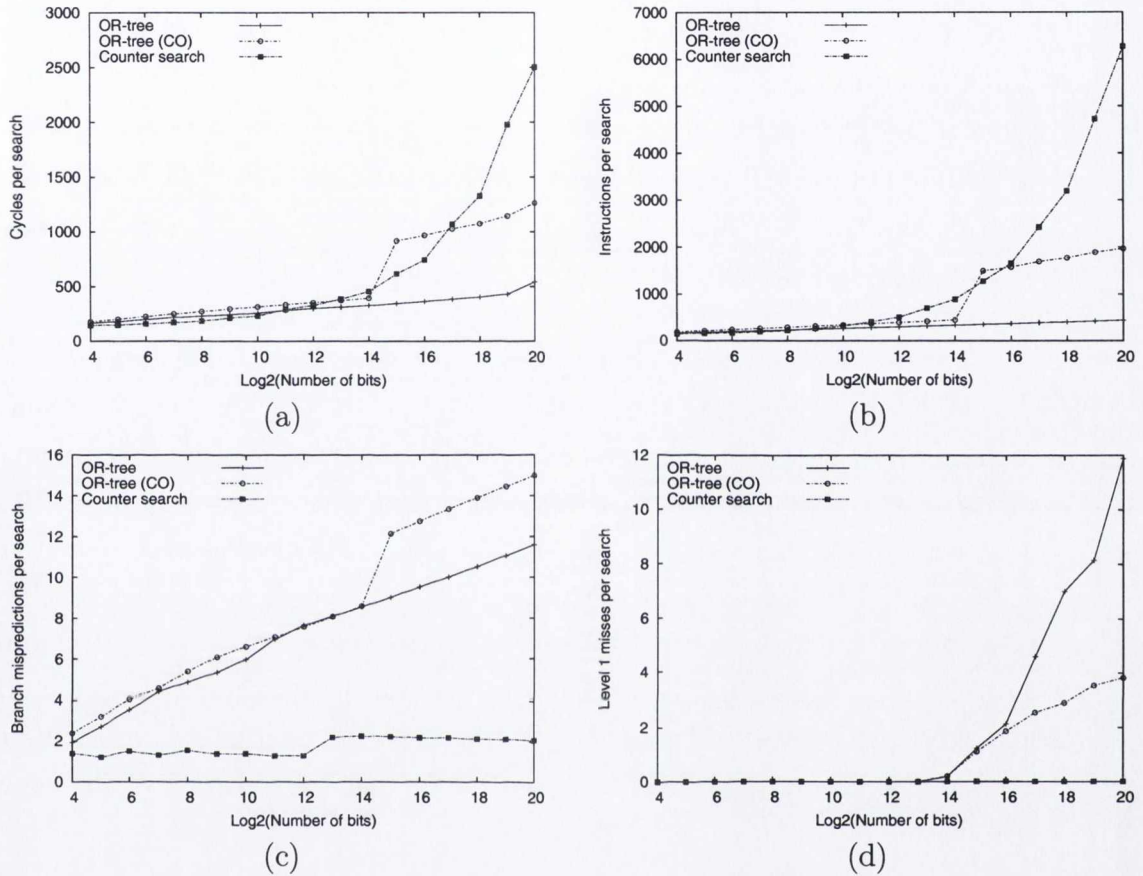 3000
2500
2000
1500
1000
500
0
Cycles per search
OR-tree
OR-tree (CO)
Counter search
4 6 8 10 12 14 16 18 20
Log2(Number of bits)
(a)
7000
6000
5000
4000
3000
2000
1000
0
Instructions per search
OR-tree
OR-tree (CO)
Counter search
4 6 8 10 12 14 16 18 20
Log2(Number of bits)
(b)
16
14
12
10
8
6
4
2
0
Branch mispredictions per search
OR-tree
OR-tree (CO)
Counter search
4 6 8 10 12 14 16 18 20
Log2(Number of bits)
(c)
12
10
8
6
4
2
0
Level 1 misses per search
OR-tree
OR-tree (CO)
Counter search
4 6 8 10 12 14 16 18 20
Log2(Number of bits)
(d)